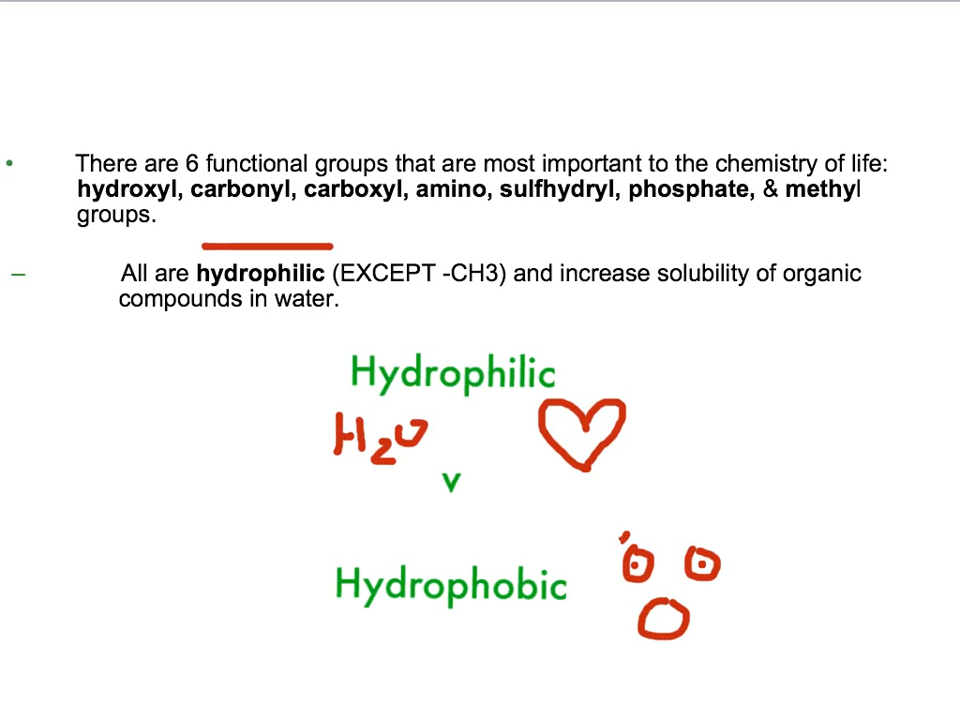 • There are 6 functional groups that are most important to the chemistry of life:
hydroxyl, carbonyl, carboxyl, amino, sulfhydryl, phosphate, & methyl
groups.
– All are hydrophilic (EXCEPT -CH3) and increase solubility of organic
compounds in water.
Hydrophilic
H2O
v
Hydrophobic